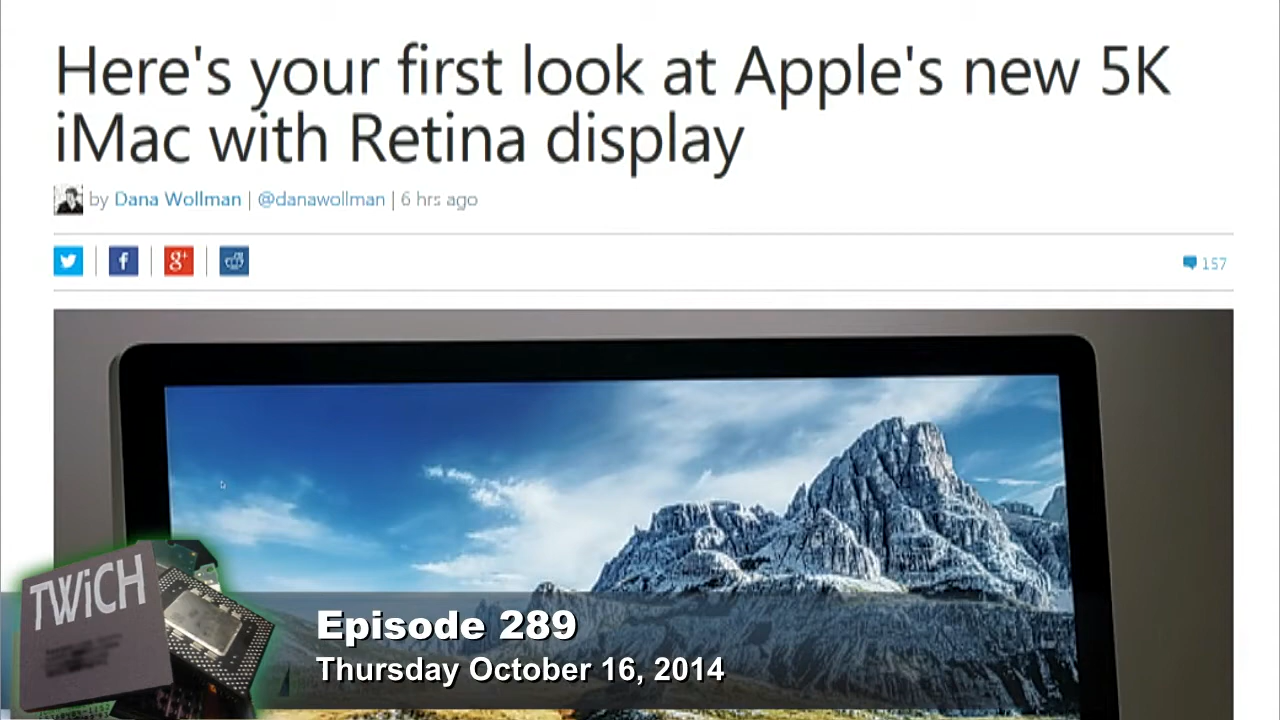 Here's your first look at Apple's new 5K
iMac with Retina display
by Dana Wollman | @danawollman | 6 hrs ago
f
g+
157
TWiCH
Episode 289
Thursday October 16, 2014